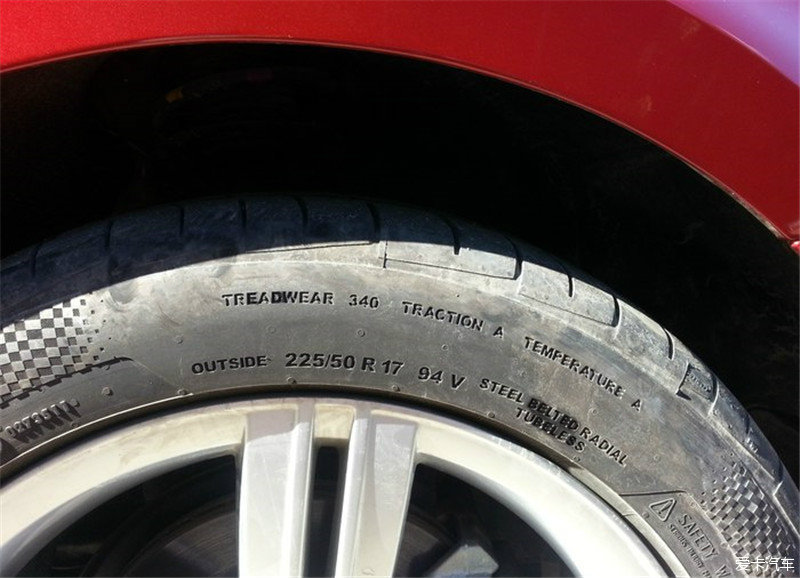 TREADWEAR 340 TRACTION A TEMPERATURE A
OUTSIDE 225/50 R 17 94 V STEEL BELTED RADIAL
TUBELESS
SAFETY
爱卡汽车